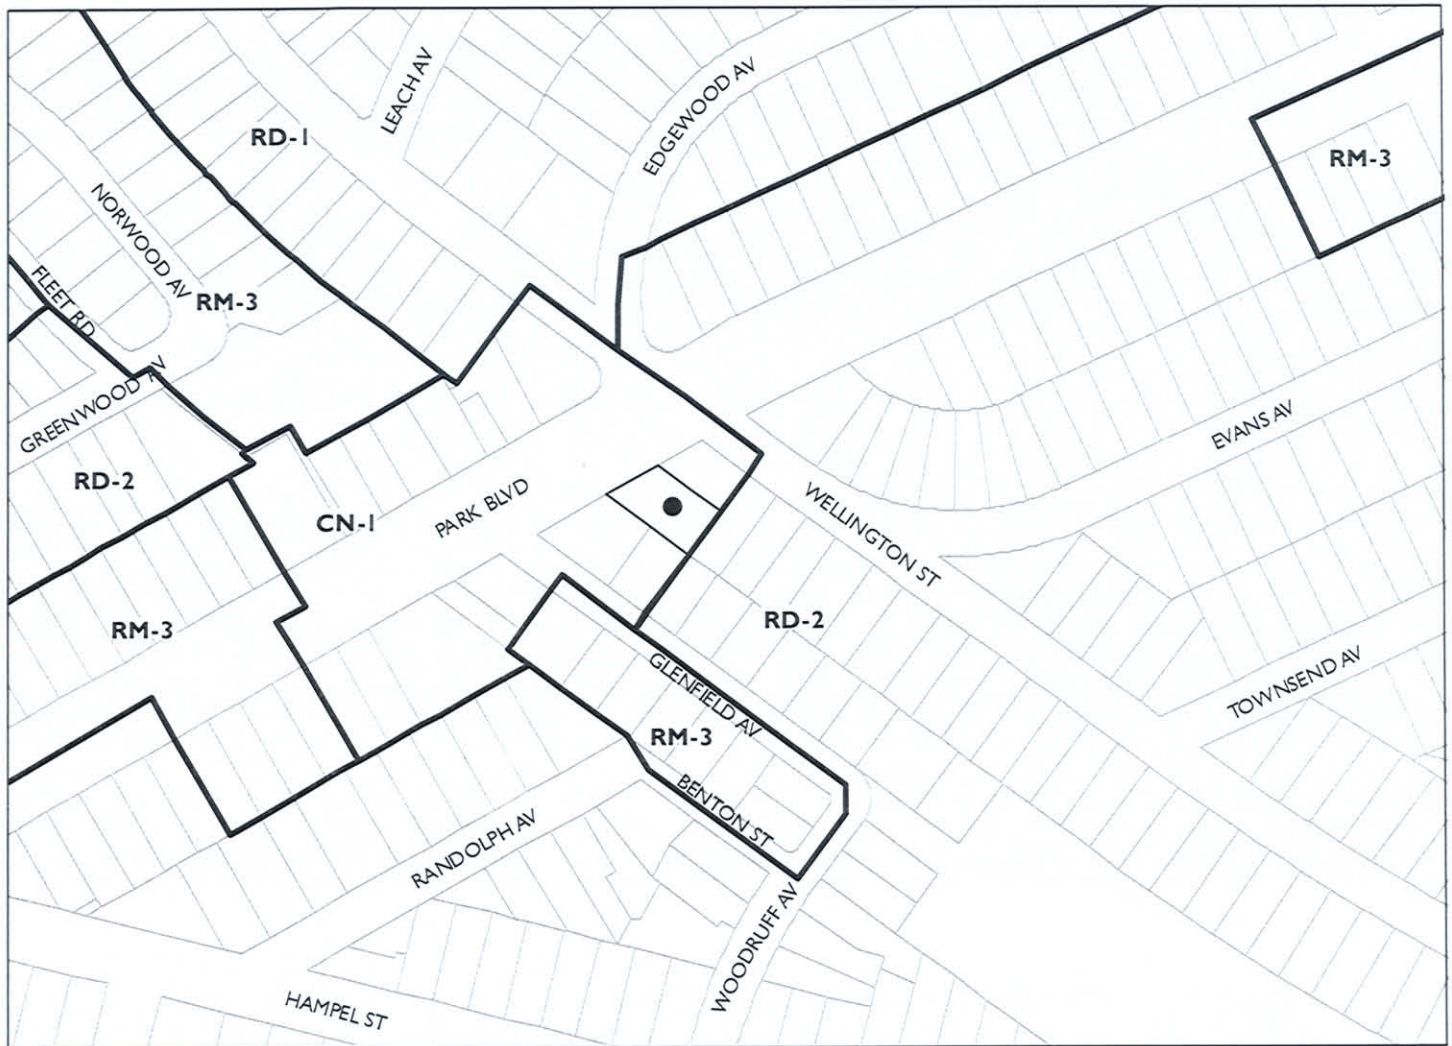 LEACH AV
EDGEWOOD AV
RD-1
RM-3
NORWOOD AV
RM-3
FLEET RD
GREENWOOD AV
EVANS AV
RD-2
CN-1
PARK BLVD
WELLINGTON ST
RM-3
RD-2
GLENFIELD AV
TOWNSEND AV
RM-3
BENTON ST
RANDOLPH AV
WOODRUFF AV
HAMPEL ST